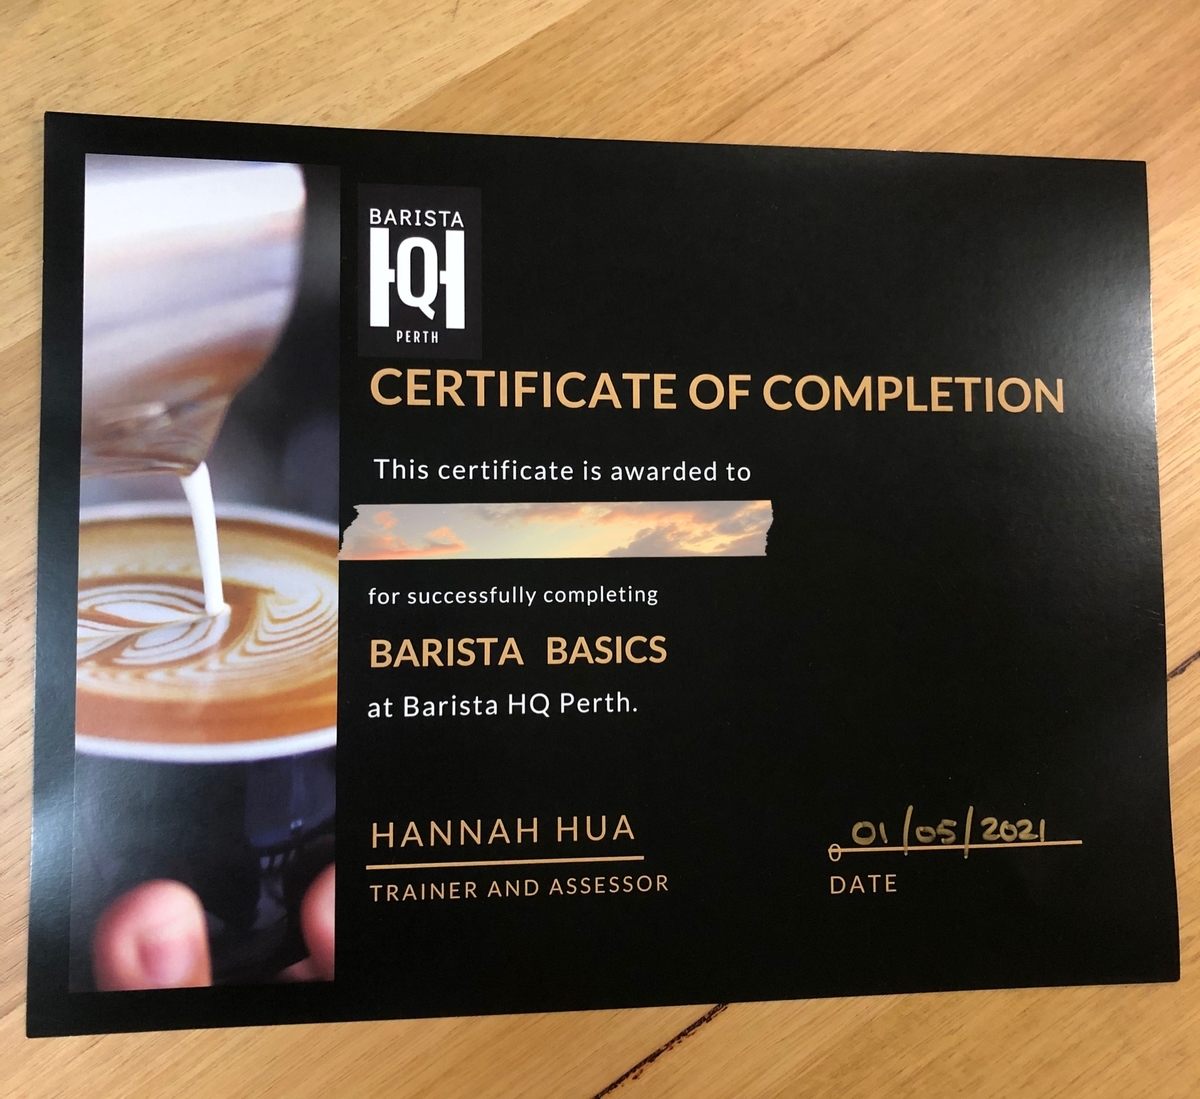 BARISTA
HQ
PERTH
CERTIFICATE OF COMPLETION
This certificate is awarded to
for successfully completing
BARISTA BASICS
at Barista HQ Perth.
HANNAH HUA
TRAINER AND ASSESSOR
01/05/2021
DATE